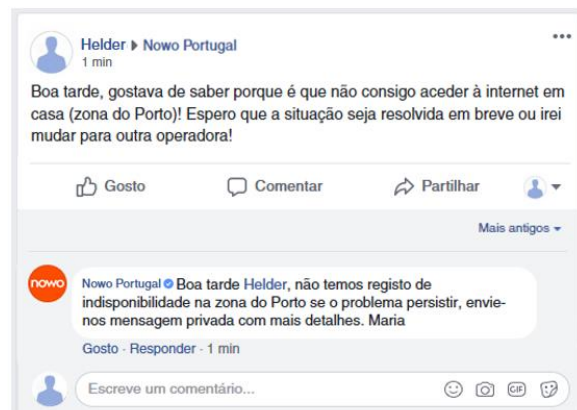 Helder ▸ Nowo Portugal
1 min
Boa tarde, gostava de saber porque é que não consigo aceder à internet em
casa (zona do Porto)! Espero que a situação seja resolvida em breve ou irei
mudar para outra operadora!
Gosto Comentar Partilhar
Mais antigos
nowo
Nowo Portugal Boa tarde Helder, não temos registo de
indisponibilidade na zona do Porto se o problema persistir, envie-
nos mensagem privada com mais detalhes. Maria
Gosto · Responder · 1 min
Escreve um comentário...
GIF